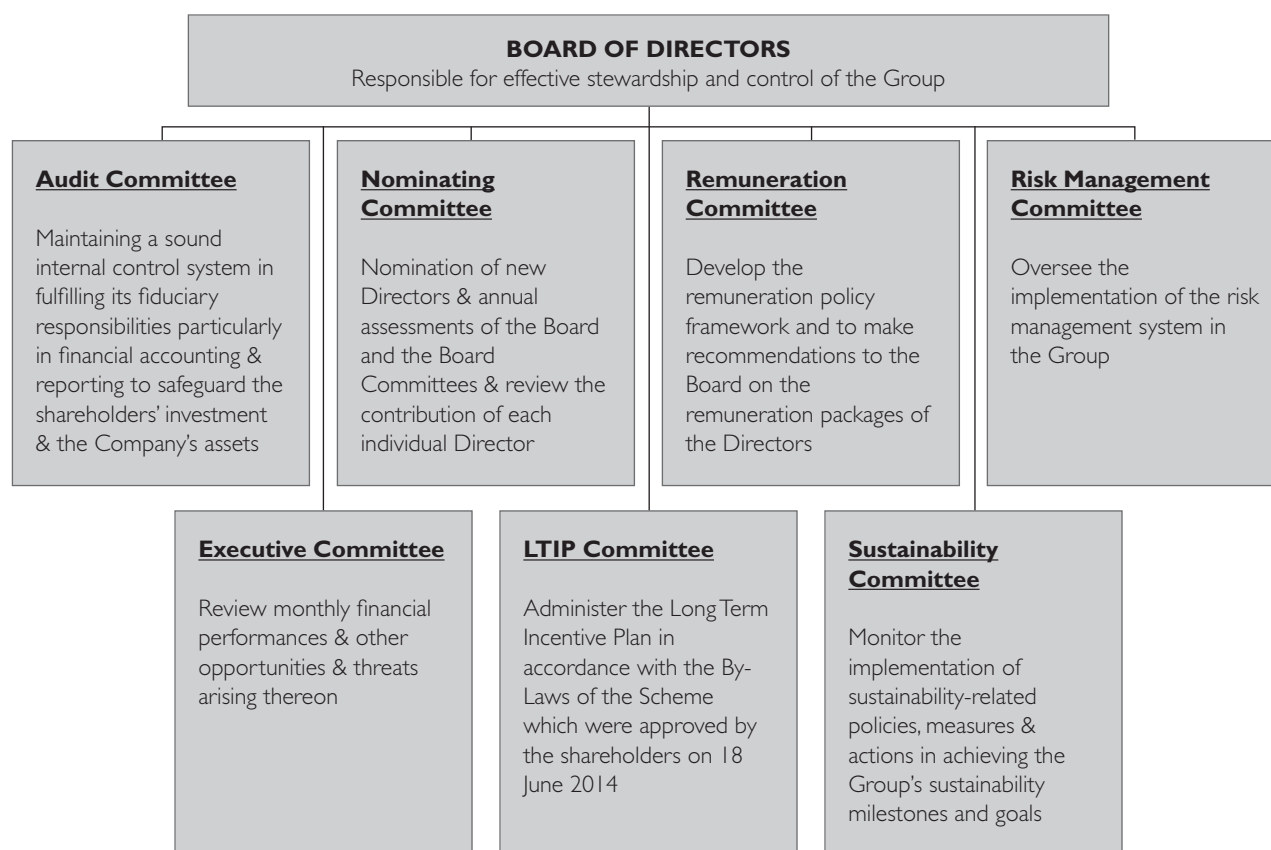 BOARD OF DIRECTORS
Responsible for effective stewardship and control of the Group
Audit Committee
Maintaining a sound
internal control system in
fulfilling its fiduciary
responsibilities particularly
in financial accounting &
reporting to safeguard the
shareholders’ investment
& the Company’s assets
Nominating
Committee
Nomination of new
Directors & annual
assessments of the Board
and the Board
Committees & review the
contribution of each
individual Director
Remuneration
Committee
Develop the
remuneration policy
framework and to make
recommendations to the
Board on the
remuneration packages of
the Directors
Risk Management
Committee
Oversee the
implementation of the risk
management system in
the Group
Executive Committee
Review monthly financial
performances & other
opportunities & threats
arising thereon
LTIP Committee
Administer the Long Term
Incentive Plan in
accordance with the By-
Laws of the Scheme
which were approved by
the shareholders on 18
June 2014
Sustainability
Committee
Monitor the
implementation of
sustainability-related
policies, measures &
actions in achieving the
Group’s sustainability
milestones and goals